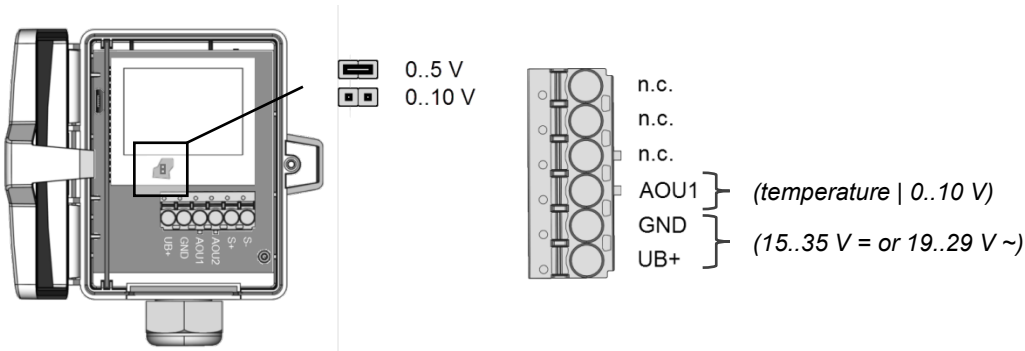 0..5 V
0..10 V
UB+
GND
AOU1
AOU2
S+
S-
n.c.
n.c.
n.c.
AOU1
(temperature | 0..10 V)
GND
UB+
(15..35 V = or 19..29 V ~)